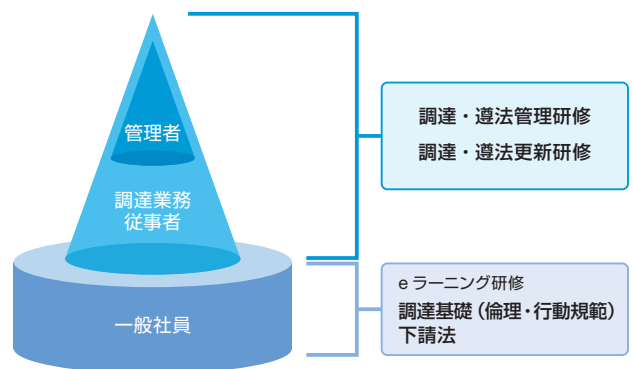 管理者
調達業務
従事者
一般社員
調達・遵法管理研修
調達・遵法更新研修
eラーニング研修
調達基礎（倫理・行動規範）
下請法